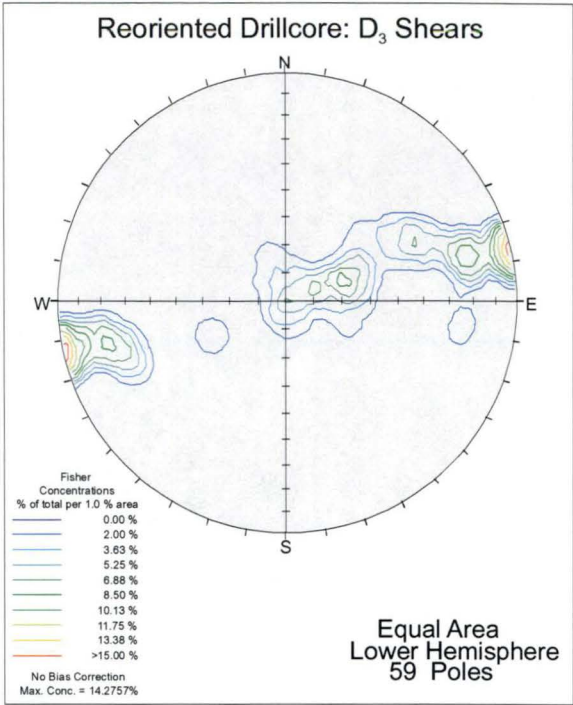 Reoriented Drillcore: D3 Shears
N
W
E
S
Fisher
Concentrations
% of total per 1.0 % area
0.00 %
2.00 %
3.63 %
5.25 %
6.88 %
8.50 %
10.13 %
11.75 %
13.38 %
>15.00 %
No Bias Correction
Max. Conc. = 14.2757%
Equal Area
Lower Hemisphere
59 Poles